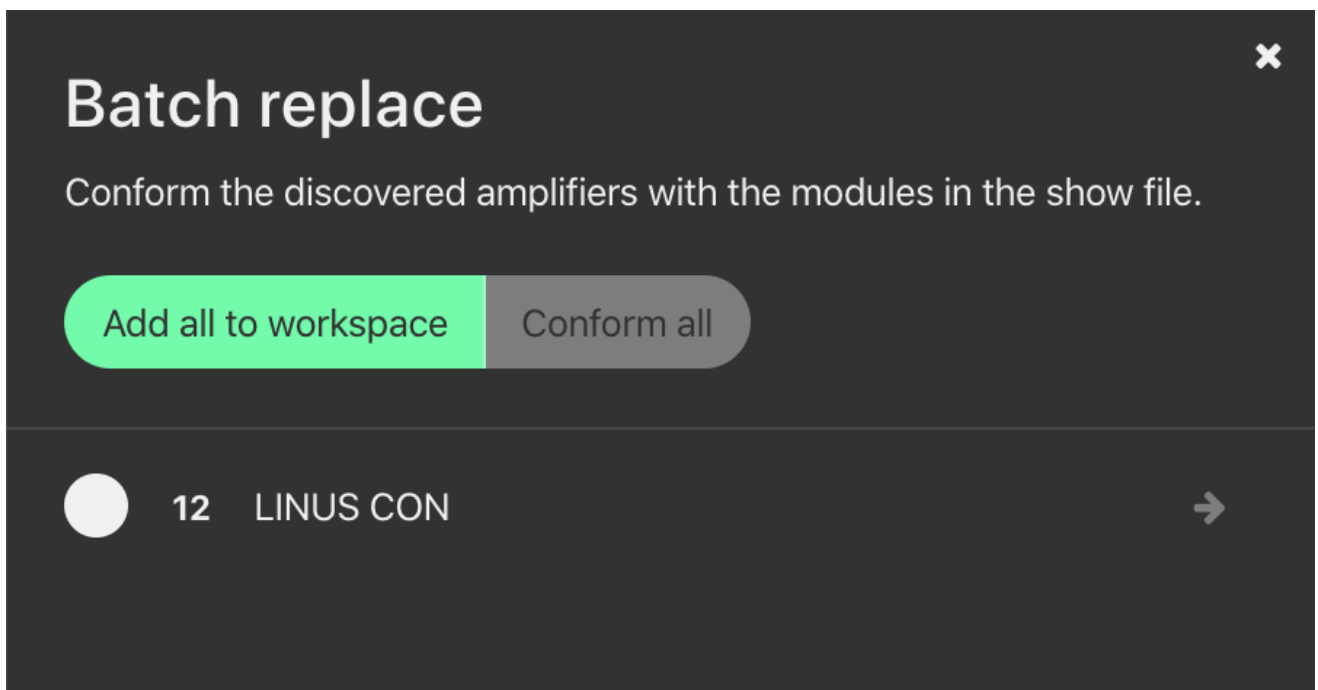 Batch replace
Conform the discovered amplifiers with the modules in the show file.
Add all to workspace Conform all
12 LINUS CON